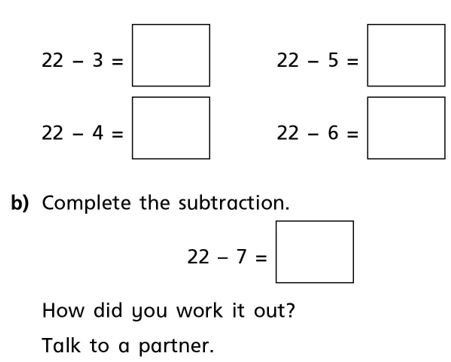 22 – 3 =
22 – 5 =
22 – 4 =
22 – 6 =
b) Complete the subtraction.
22 – 7 =
How did you work it out?
Talk to a partner.